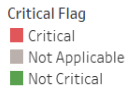 Critical Flag
Critical
Not Applicable
Not Critical